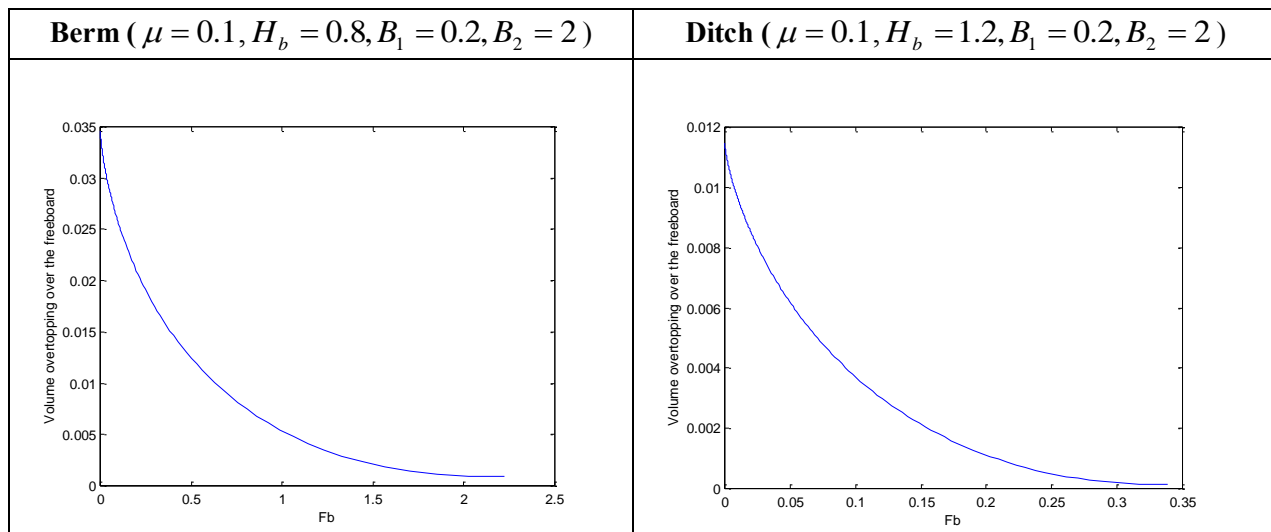 Berm ( μ = 0.1, H_b = 0.8, B_1 = 0.2, B_2 = 2 )
Ditch ( μ = 0.1, H_b = 1.2, B_1 = 0.2, B_2 = 2 )
0.035
0.03
0.025
0.02
0.015
0.01
0.005
0
Volume overtopping over the freeboard
0 0.5 1 1.5 2 2.5
Fb
0.012
0.01
0.008
0.006
0.004
0.002
0
Volume overtopping over the freeboard
0 0.05 0.1 0.15 0.2 0.25 0.3 0.35
Fb